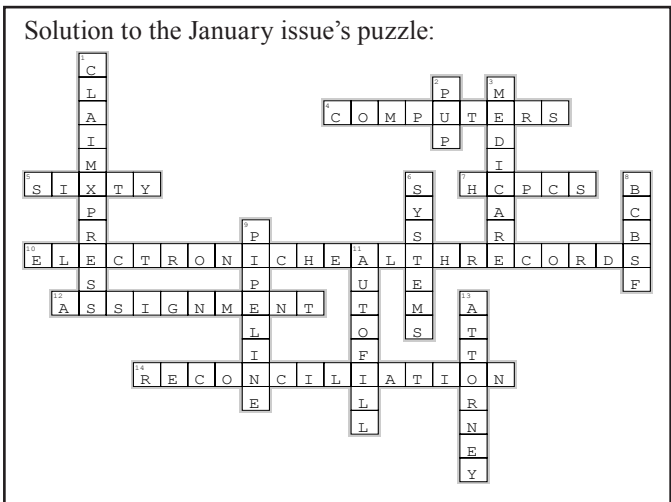 Solution to the January issue's puzzle:
1 CLAIMXPRESS
2 PUP
3 MEDICARE
4 COMPUTERS
5 SIXTY
6 SYSTEMS
7 HCPCS
8 BCBSF
9 PIPELINE
10 ELECTRONICHEALTHRECORDS
11 AUTOFILL
12 ASSIGNMENT
13 ATTORNEY
14 RECONCILIATION